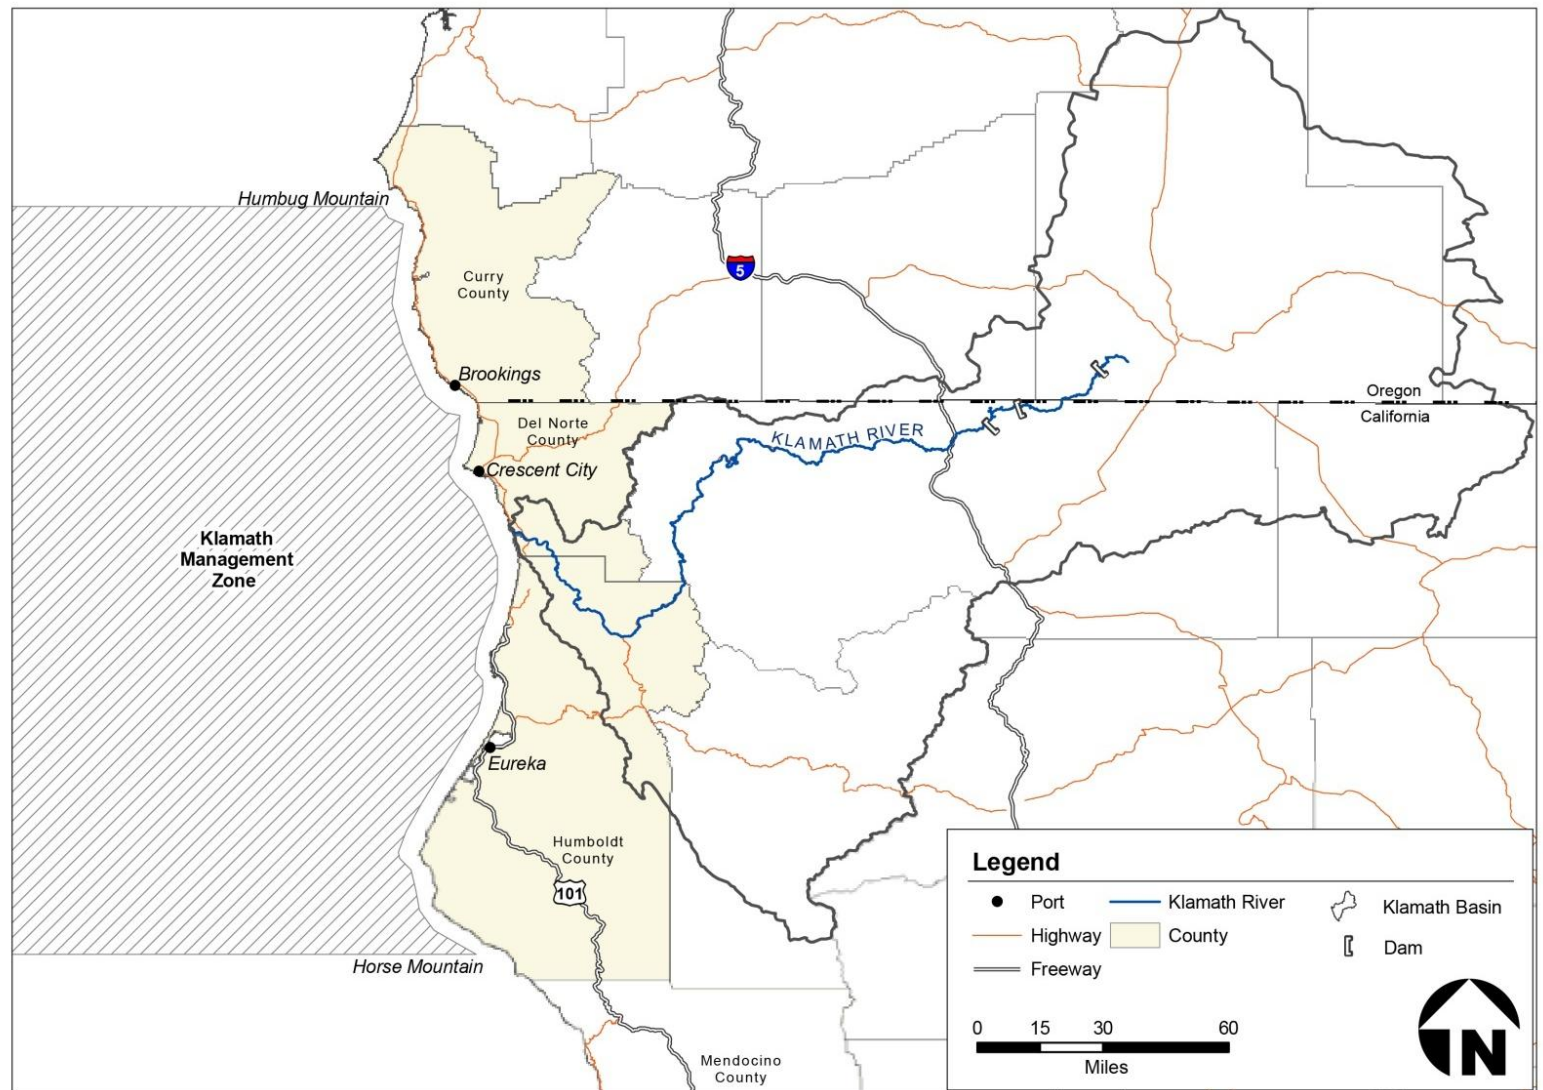 Humbug Mountain
Curry
County
5
Brookings
Oregon
California
Del Norte
County
KLAMATH RIVER
Crescent City
Klamath
Management
Zone
Eureka
Humboldt
County
101
Horse Mountain
Mendocino
County
Legend
Port
Klamath River
Klamath Basin
Highway
County
Dam
Freeway
0 15 30 60
Miles
N